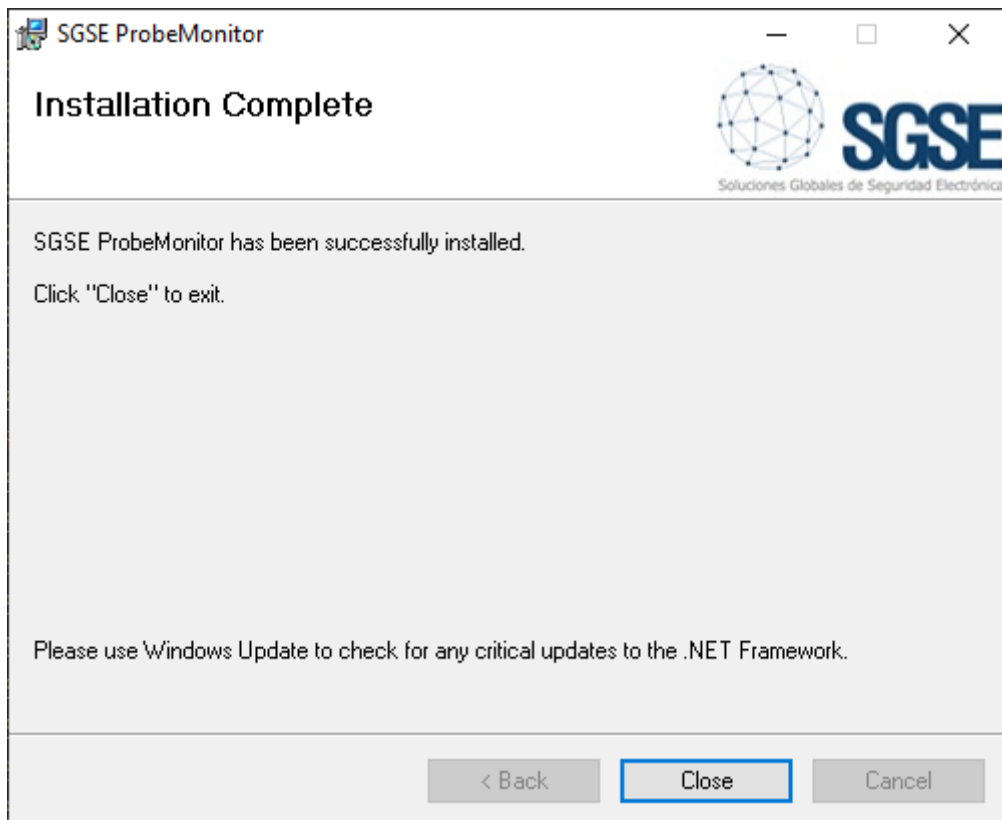 SGSE ProbeMonitor
Installation Complete
SGSE
Soluciones Globales de Seguridad Electrónica
SGSE ProbeMonitor has been successfully installed.
Click "Close" to exit.
Please use Windows Update to check for any critical updates to the .NET Framework.
< Back
Close
Cancel